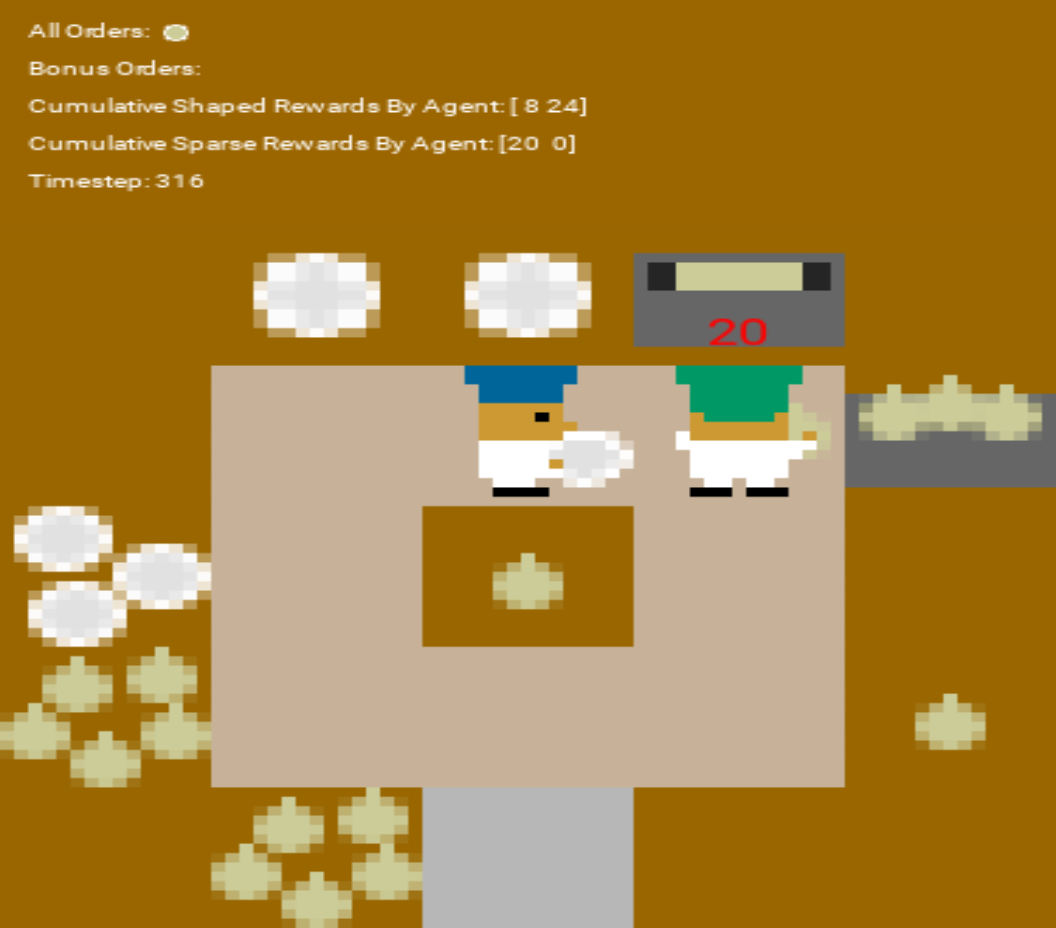 All Orders:
Bonus Orders:
Cumulative Shaped Rewards By Agent: [ 8 24]
Cumulative Sparse Rewards By Agent: [20  0]
Timestep: 316
20